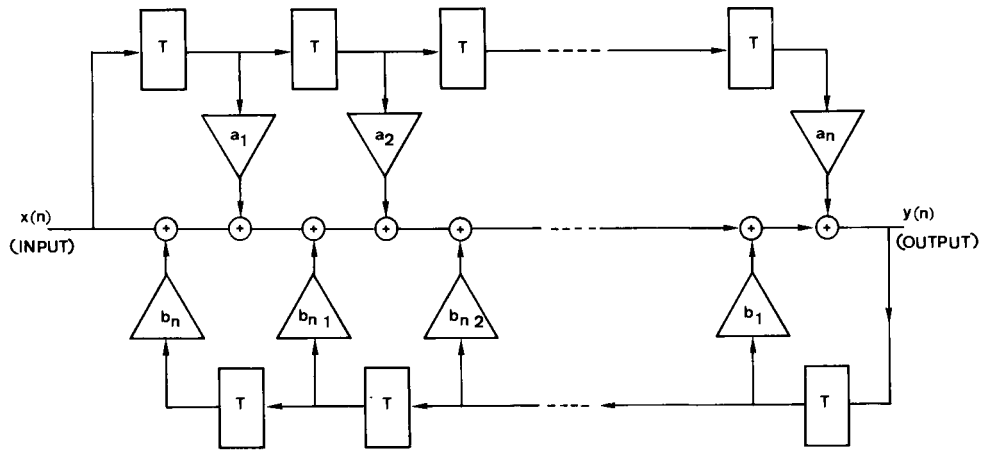 T T T T
a1 a2 an
x(n) y(n)
(INPUT) (OUTPUT)
+ + + + + + +
bn bn 1 bn 2 b1
T T T